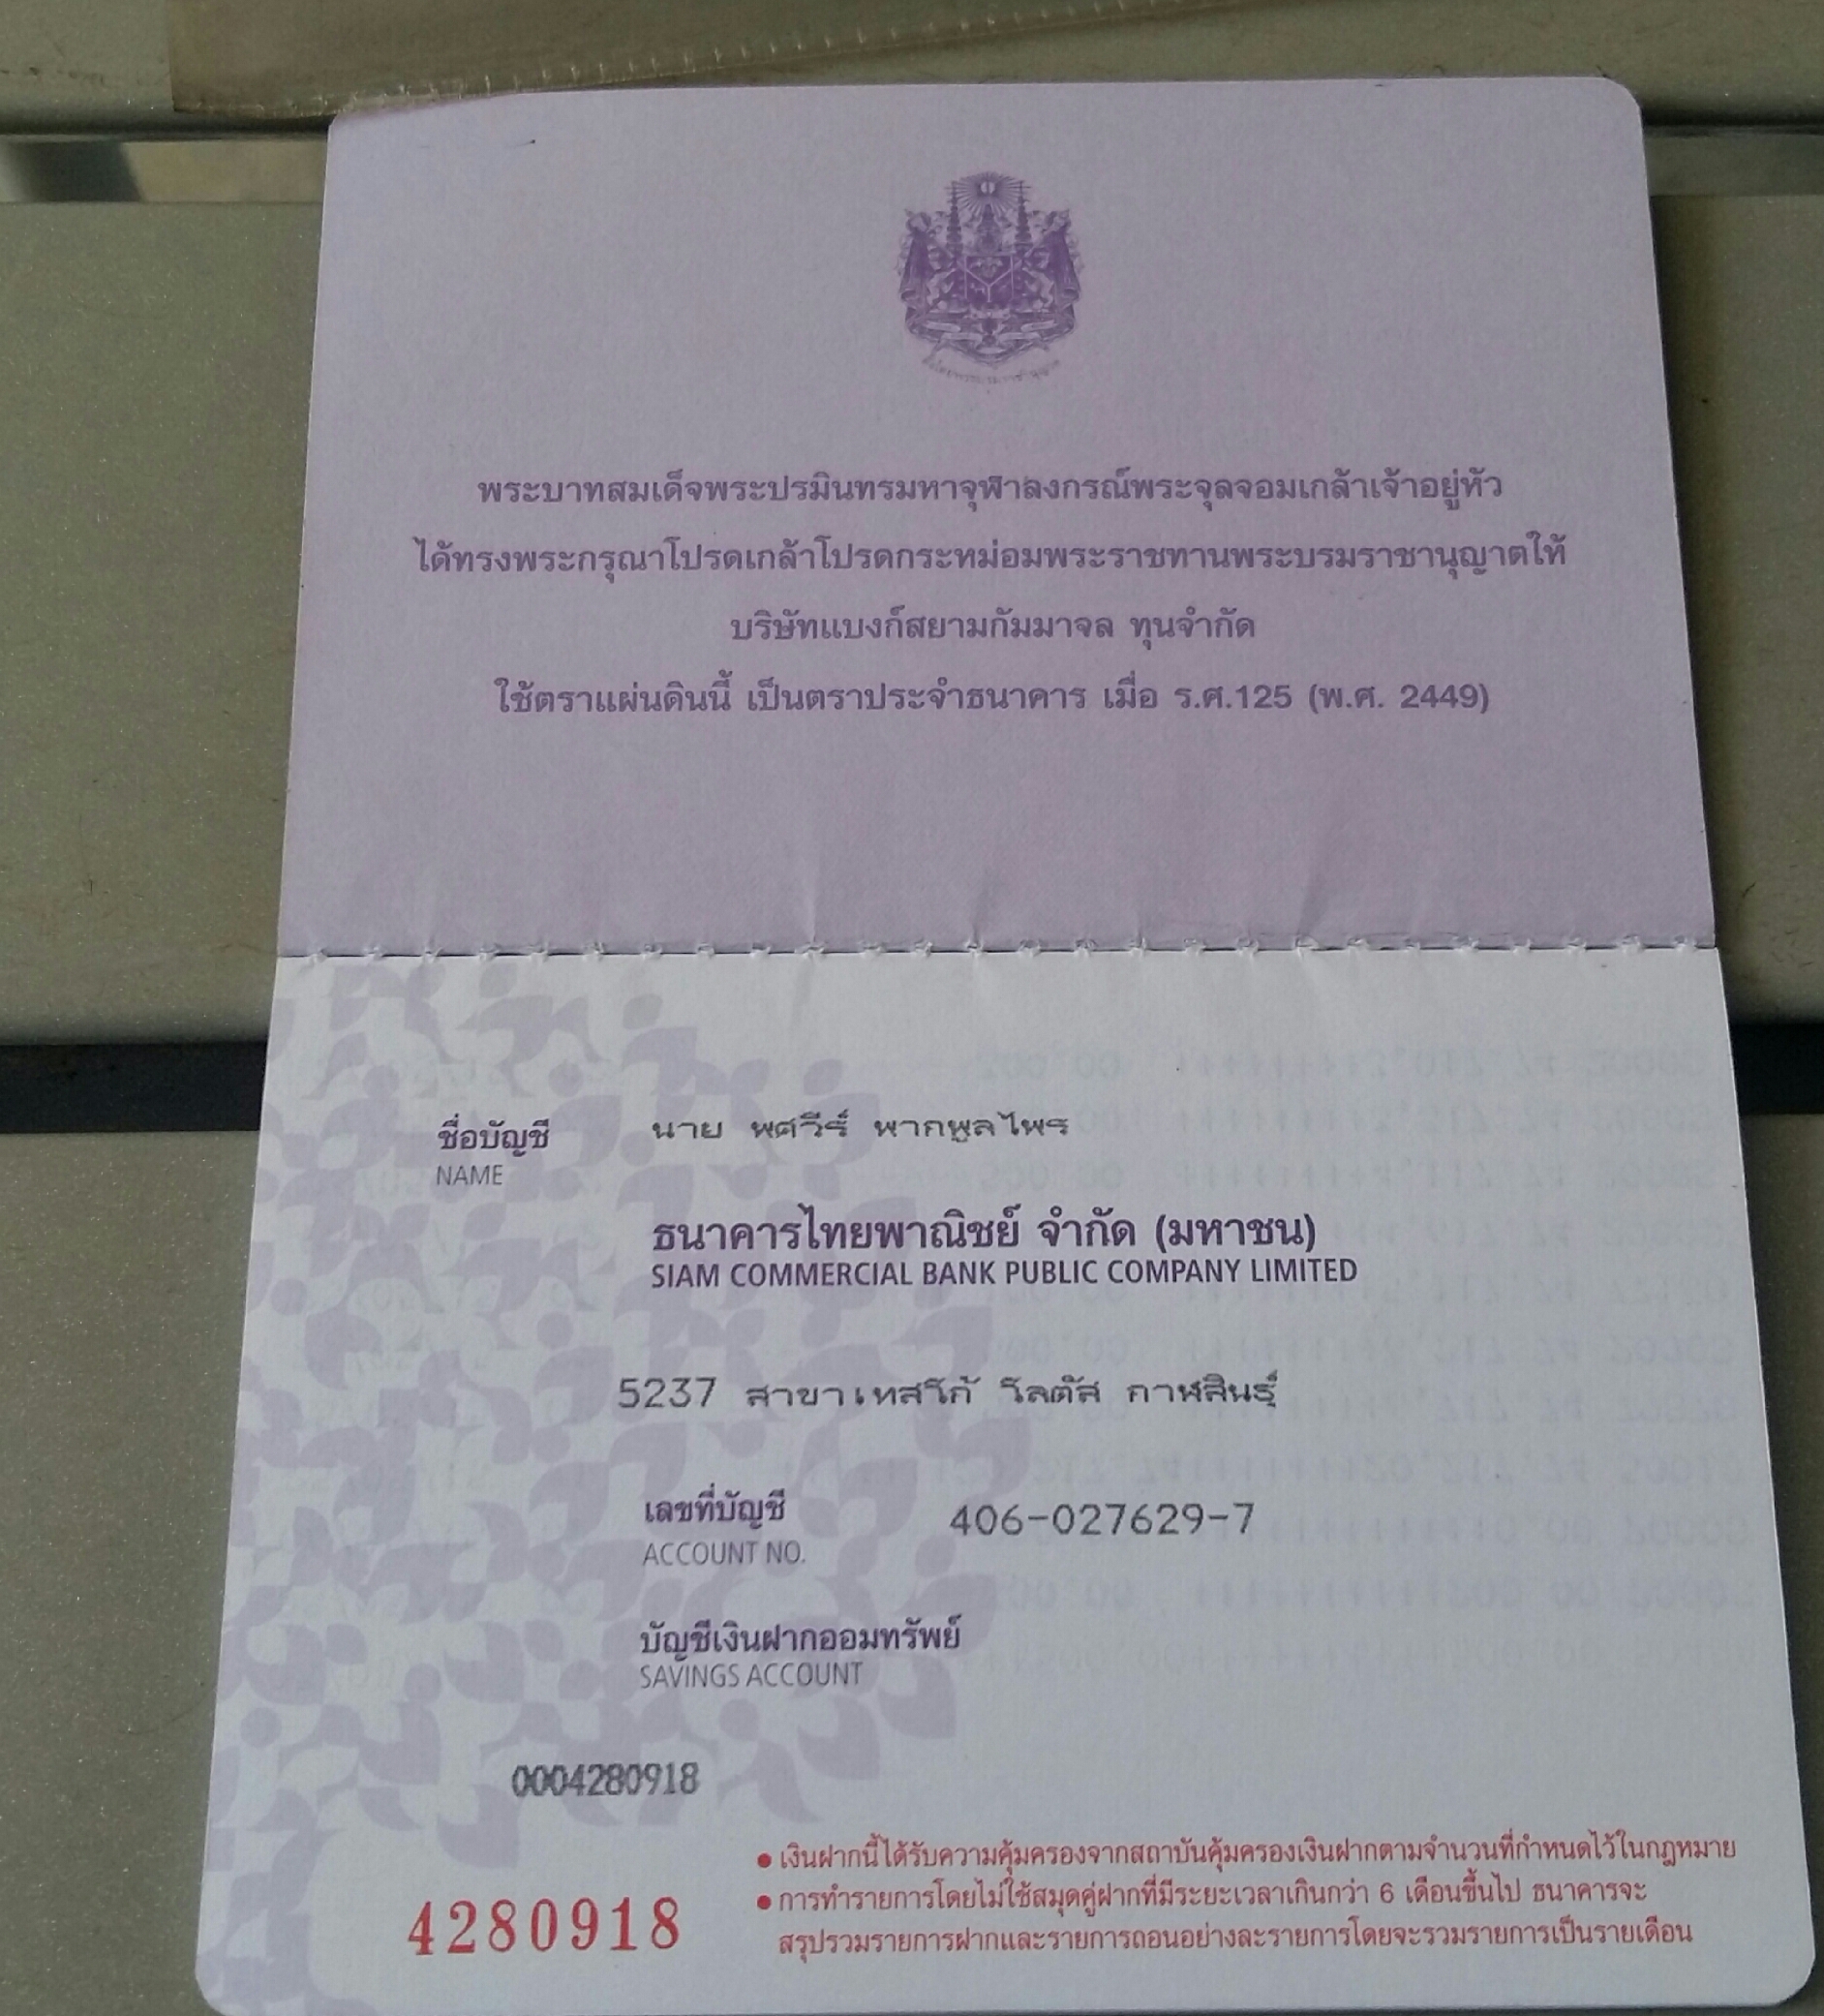 พระบาทสมเด็จพระปรมินทรมหาจุฬาลงกรณ์พระจุลจอมเกล้าเจ้าอยู่หัว
ได้ทรงพระกรุณาโปรดเกล้าโปรดกระหม่อมพระราชทานพระบรมราชานุญาตให้
บริษัทแบงก์สยามกัมมาจล ทุนจำกัด
ใช้ตราแผ่นดินนี้ เป็นตราประจำธนาคาร เมื่อ ร.ศ.125 (พ.ศ. 2449)
ชื่อบัญชี นาย พศวีร์ พากพูลไพร
NAME
ธนาคารไทยพาณิชย์ จำกัด (มหาชน)
SIAM COMMERCIAL BANK PUBLIC COMPANY LIMITED
5237 สาขาเทสโก้ โลตัส กาฬสินธุ์
เลขที่บัญชี 406-027629-7
ACCOUNT NO.
บัญชีเงินฝากออมทรัพย์
SAVINGS ACCOUNT
0004280918
4280918
• เงินฝากนี้ได้รับความคุ้มครองจากสถาบันคุ้มครองเงินฝากตามจำนวนที่กำหนดไว้ในกฎหมาย
• การทำรายการโดยไม่ใช้สมุดคู่ฝากที่มีระยะเวลาเกินกว่า 6 เดือนขึ้นไป ธนาคารจะ
สรุปรวมรายการฝากและรายการถอนอย่างละรายการโดยจะรวมรายการเป็นรายเดือน